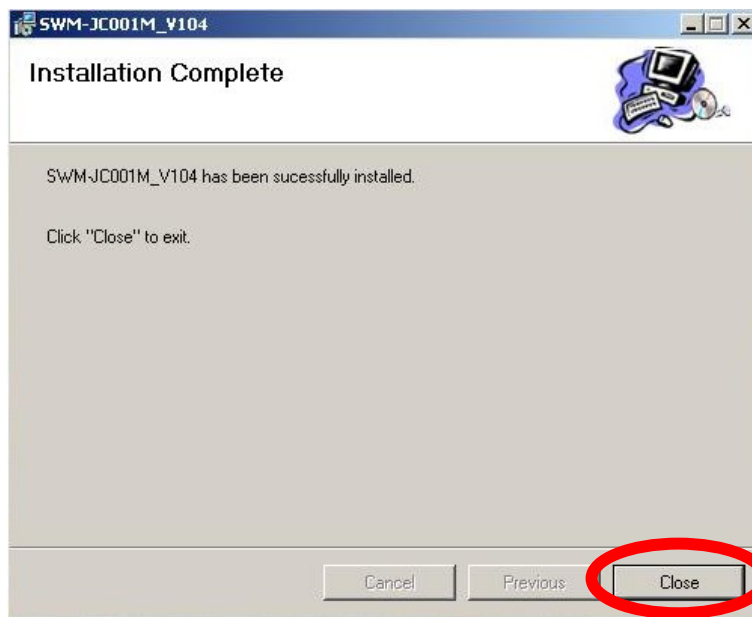 SWM-JC001M_V104
Installation Complete
SWM-JC001M_V104 has been sucessfully installed.
Click "Close" to exit.
Cancel
Previous
Close